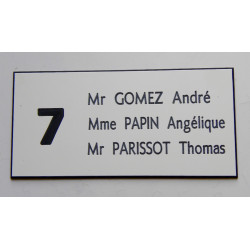 7
Mr GOMEZ André
Mme PAPIN Angélique
Mr PARISSOT Thomas